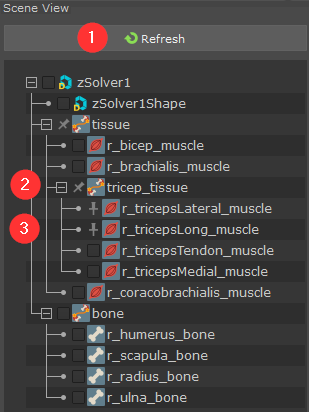 Scene View
1 Refresh
zSolver1
zSolver1Shape
tissue
r_bicep_muscle
r_brachialis_muscle
2 tricep_tissue
r_tricepsLateral_muscle
3 r_tricepsLong_muscle
r_tricepsTendon_muscle
r_tricepsMedial_muscle
r_coracobrachialis_muscle
bone
r_humerus_bone
r_scapula_bone
r_radius_bone
r_ulna_bone